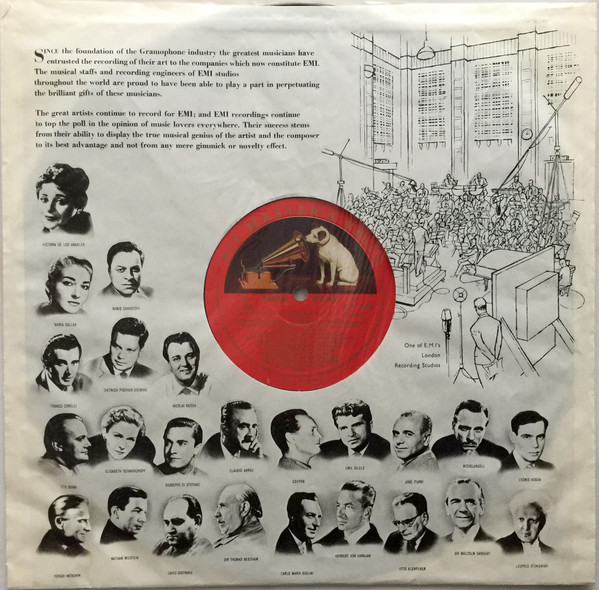 SINCE the foundation of the Gramophone industry the greatest musicians have
entrusted the recording of their art to the companies which now constitute EMI.
The musical staffs and recording engineers of EMI studios
throughout the world are proud to have been able to play a part in perpetuating
the brilliant gifts of these musicians.
The great artists continue to record for EMI; and EMI recordings continue
to top the poll in the opinion of music lovers everywhere. Their success stems
from their ability to display the true musical genius of the artist and the composer
to its best advantage and not from any mere gimmick or novelty effect.
VICTORIA DE LOS ANGELES
MARIA CALLAS
BORIS CHRISTOFF
One of E.M.I's
London
Recording Studios
FRANCO CORELLI
DIETRICH FISCHER-DIESKAU
NICOLAI GEDDA
TITO GOBBI
ELISABETH SCHWARZKOPF
GIUSEPPE DI STEFANO
CLAUDIO ARRAU
CZIFFRA
EMIL GILELS
JOSE ITURBI
MICHELANGELI
LEONID KOGAN
YEHUDI MENUHIN
NATHAN MILSTEIN
DAVID OISTRAKH
SIR THOMAS BEECHAM
CARLO MARIA GIULINI
HERBERT VON KARAJAN
OTTO KLEMPERER
SIR MALCOLM SARGENT
LEOPOLD STOKOWSKI